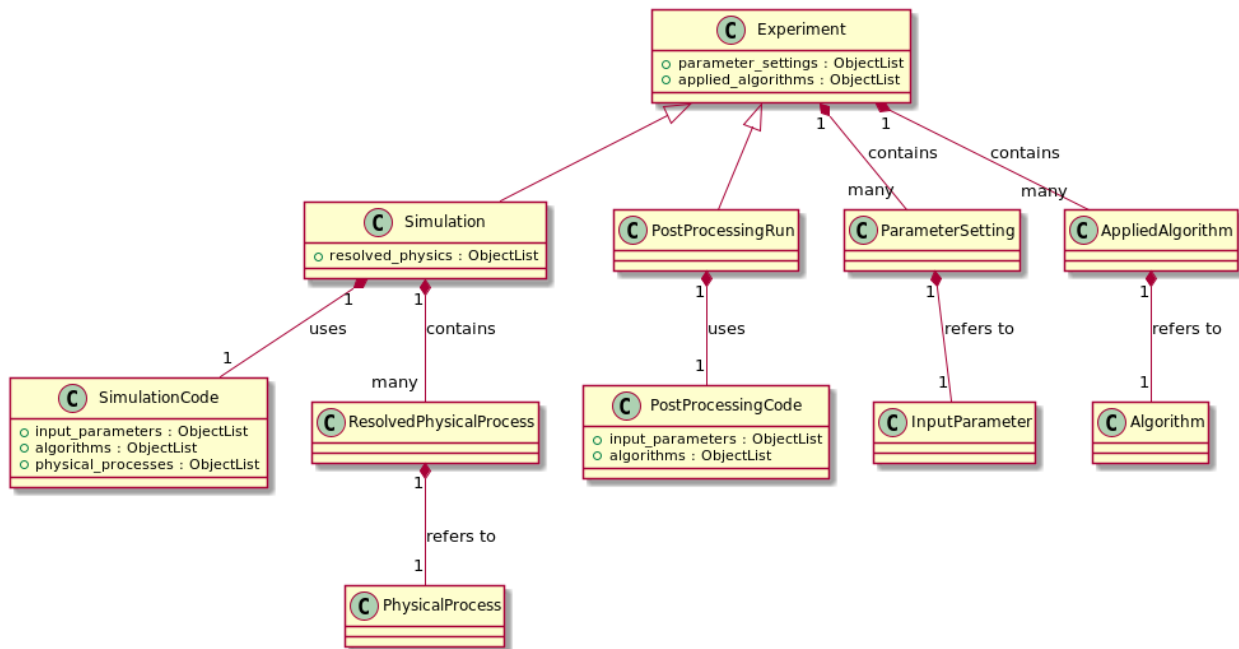 C Experiment
parameter_settings : ObjectList
applied_algorithms : ObjectList
1
1
contains
contains
many
many
C Simulation
resolved_physics : ObjectList
C PostProcessingRun
C ParameterSetting
C AppliedAlgorithm
1
1
1
1
1
uses
contains
uses
refers to
refers to
1
many
1
1
1
C SimulationCode
input_parameters : ObjectList
algorithms : ObjectList
physical_processes : ObjectList
C ResolvedPhysicalProcess
C PostProcessingCode
input_parameters : ObjectList
algorithms : ObjectList
C InputParameter
C Algorithm
1
refers to
1
C PhysicalProcess